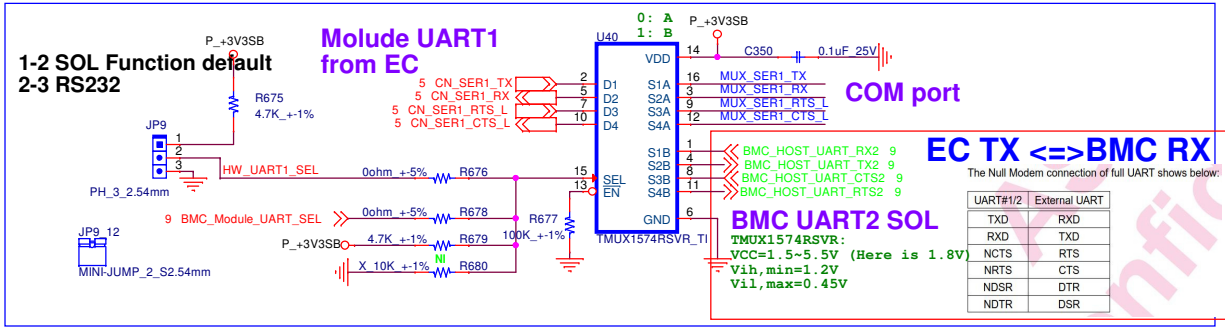 1-2 SOL Function default
2-3 RS232
P_+3V3SB
R675
4.7K_+-1%
JP9
1
2
3
PH_3_2.54mm
HW_UART1_SEL
JP9_12
MINI-JUMP_2_S2.54mm
Molude UART1
from EC
5 CN_SER1_TX
5 CN_SER1_RX
5 CN_SER1_RTS_L
5 CN_SER1_CTS_L
0ohm_+-5% R676
9 BMC_Module_UART_SEL
0ohm_+-5% R678
P_+3V3SB
4.7K_+-1% R679
NI
X_10K_+-1% R680
R677
100K_+-1%
0: A
1: B
U40
2 D1
5 D2
7 D3
10 D4
15 SEL
13 EN
VDD 14
S1A 16
S2A 3
S3A 9
S4A 12
S1B 1
S2B 4
S3B 8
S4B 11
GND 6
TMUX1574RSVR_TI
P_+3V3SB
C350
0.1uF_25V
MUX_SER1_TX
MUX_SER1_RX
MUX_SER1_RTS_L
MUX_SER1_CTS_L
COM port
BMC_HOST_UART_RX2 9
BMC_HOST_UART_TX2 9
BMC_HOST_UART_CTS2 9
BMC_HOST_UART_RTS2 9
BMC UART2 SOL
TMUX1574RSVR:
VCC=1.5~5.5V (Here is 1.8V)
Vih,min=1.2V
Vil,max=0.45V
EC TX <=>BMC RX
The Null Modem connection of full UART shows below:
UART#1/2 External UART
TXD RXD
RXD TXD
NCTS RTS
NRTS CTS
NDSR DTR
NDTR DSR